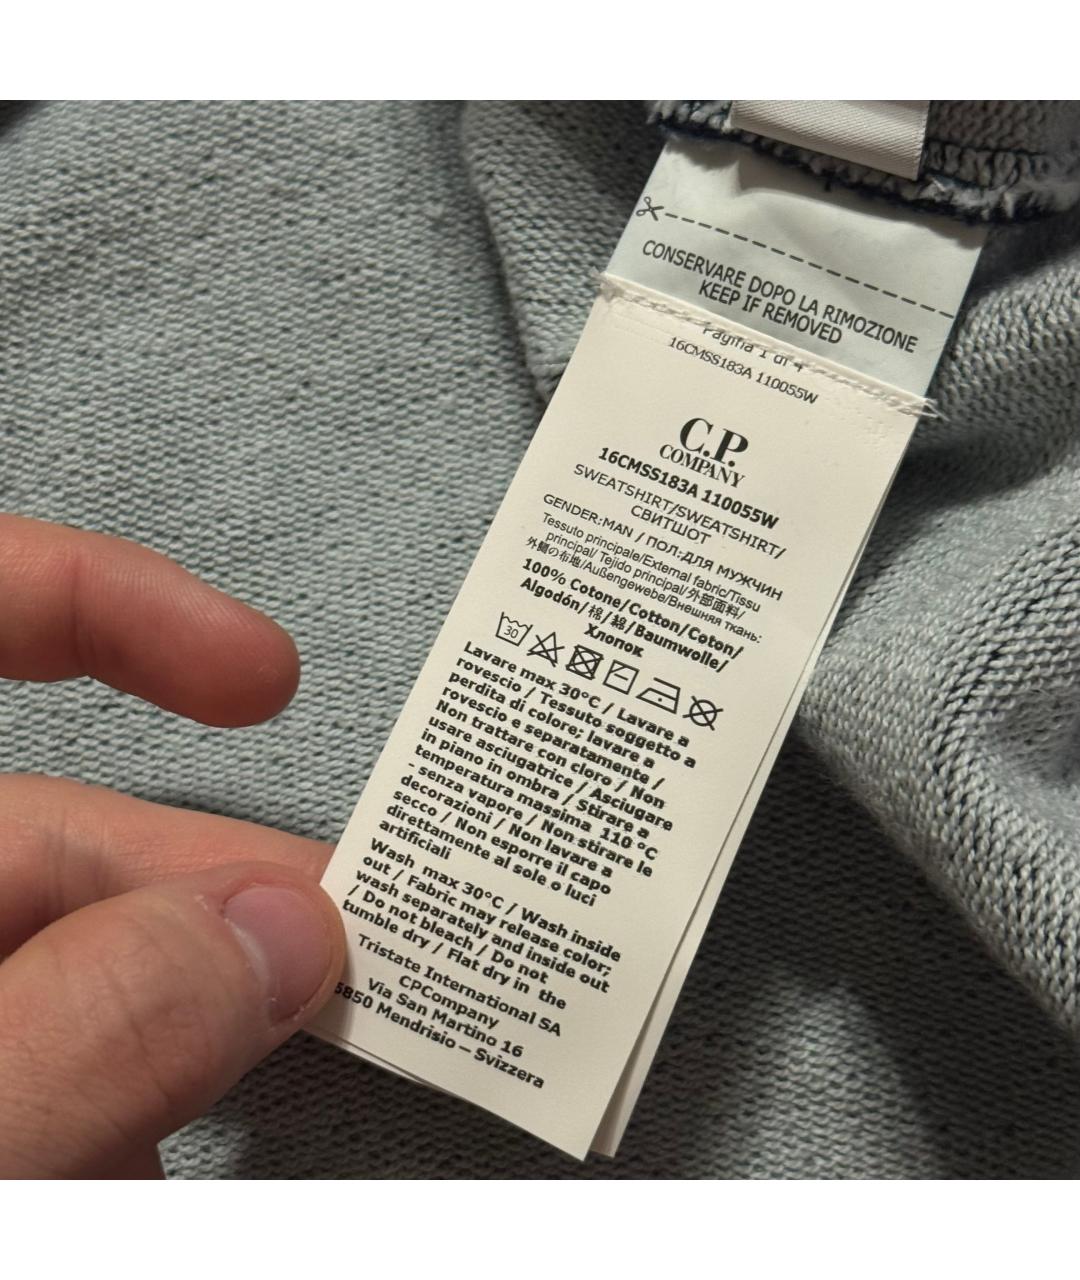 CONSERVARE DOPO LA RIMOZIONE
KEEP IF REMOVED
Pagina 1 di 4
16CMSS183A 110055W
C.P.
COMPANY
16CMSS183A 110055W
SWEATSHIRT/SWEATSHIRT/
СВИТШОТ
GENDER:MAN / ПОЛ:ДЛЯ МУЖЧИН
Tessuto principale/External fabric/Tissu
principal/ Tejido principal/外部面料/
外側の布地/Außengewebe/Внешняя ткань:
100% Cotone/Cotton/Coton/
Algodón/棉/綿/Baumwolle/
Хлопок
30
Lavare max 30°C / Lavare a
rovescio / Tessuto soggetto a
perdita di colore; lavare a
rovescio e separatamente /
Non trattare con cloro / Non
usare asciugatrice / Asciugare
in piano in ombra / Stirare a
temperatura massima 110 °C
- senza vapore / Non stirare le
decorazioni / Non lavare a
secco / Non esporre il capo
direttamente al sole o luci
artificiali
Wash max 30°C / Wash inside
out / Fabric may release color;
wash separately and inside out
/ Do not bleach / Do not
tumble dry / Flat dry in the
Tristate International SA
CPCompany
Via San Martino 16
6850 Mendrisio – Svizzera